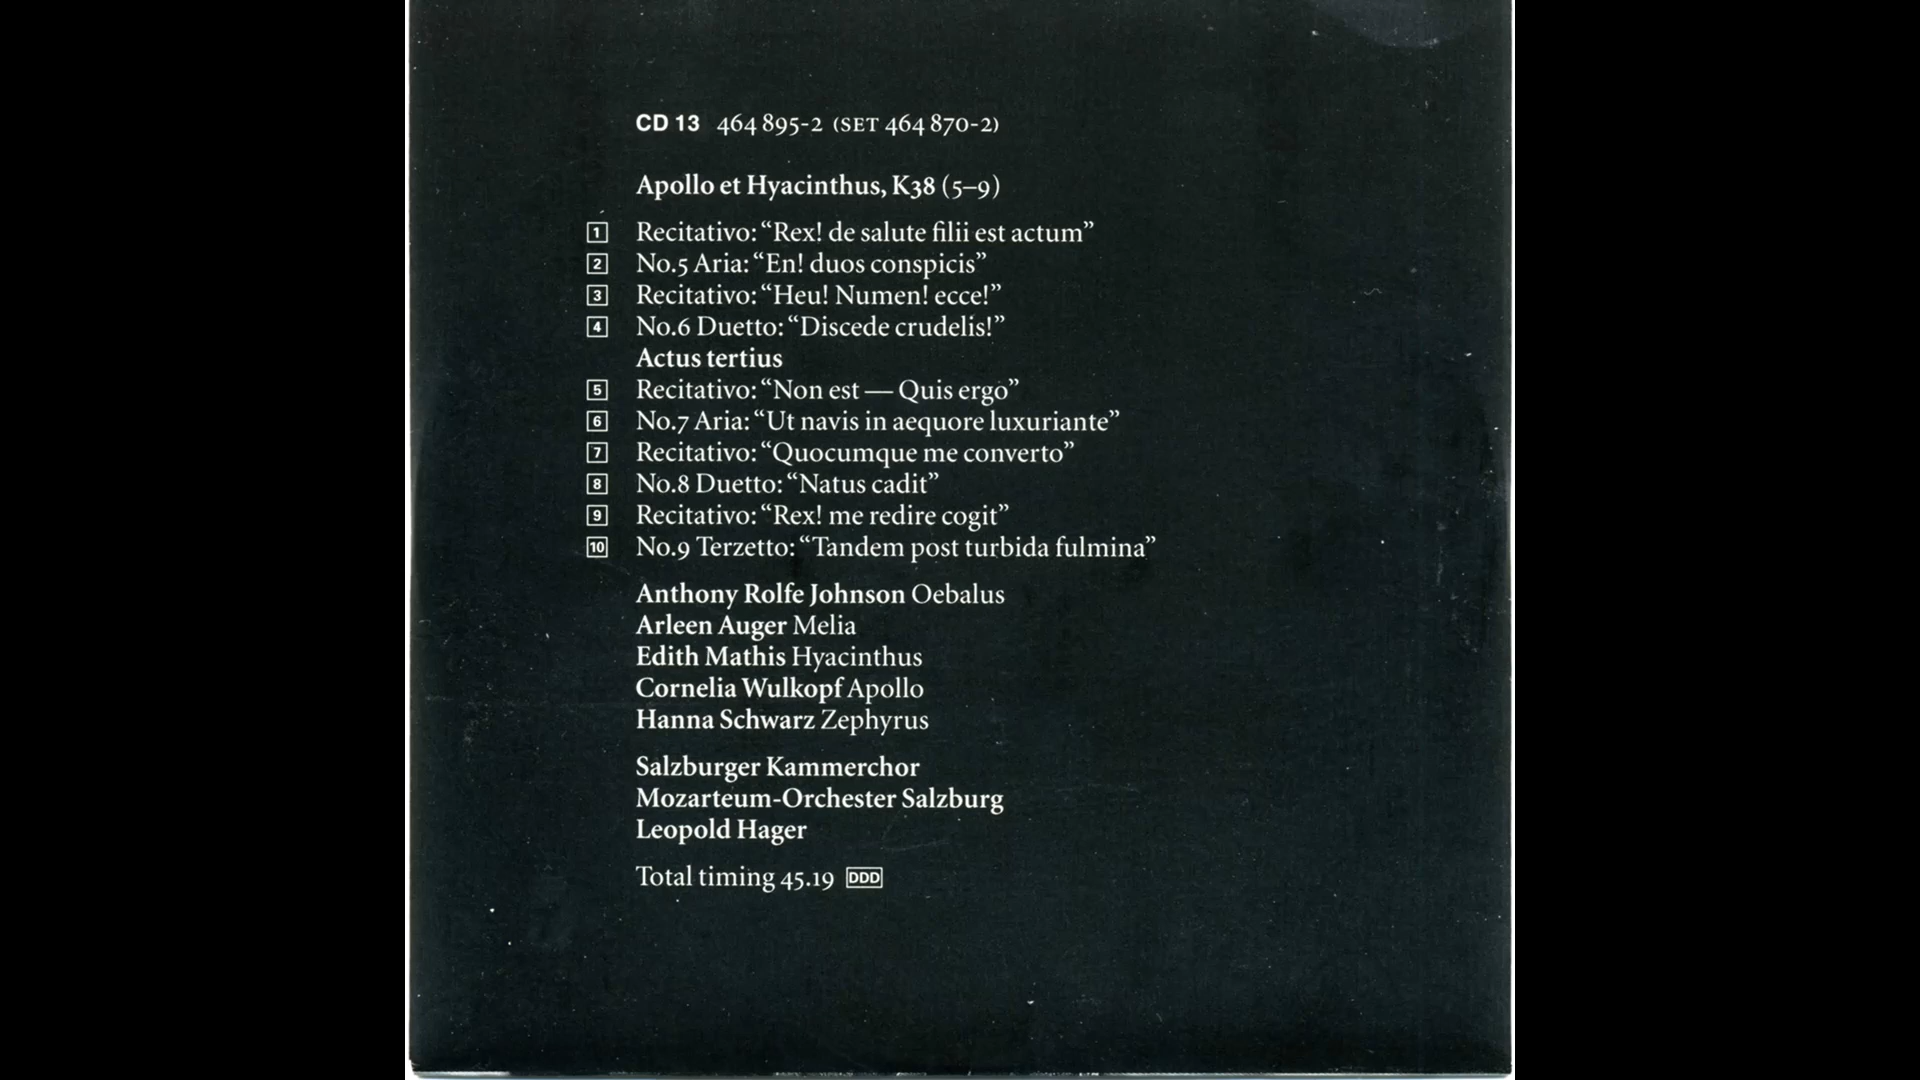 CD 13 464 895-2 (SET 464 870-2)
Apollo et Hyacinthus, K38 (5–9)
1 Recitativo: “Rex! de salute filii est actum”
2 No.5 Aria: “En! duos conspicis”
3 Recitativo: “Heu! Numen! ecce!”
4 No.6 Duetto: “Discede crudelis!”
Actus tertius
5 Recitativo: “Non est — Quis ergo”
6 No.7 Aria: “Ut navis in aequore luxuriante”
7 Recitativo: “Quocumque me converto”
8 No.8 Duetto: “Natus cadit”
9 Recitativo: “Rex! me redire cogit”
10 No.9 Terzetto: “Tandem post turbida fulmina”
Anthony Rolfe Johnson Oebalus
Arleen Auger Melia
Edith Mathis Hyacinthus
Cornelia Wulkopf Apollo
Hanna Schwarz Zephyrus
Salzburger Kammerchor
Mozarteum-Orchester Salzburg
Leopold Hager
Total timing 45.19 DDD